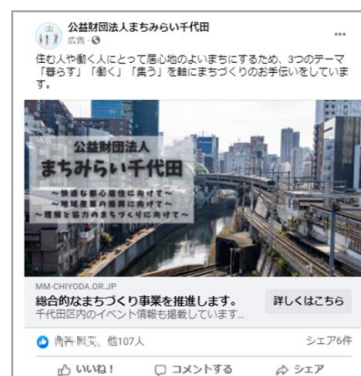 公益財団法人まちみらい千代田
広告・
住む人や働く人にとって居心地のよいまちにするため、3つのテーマ
「暮らす」「働く」「集う」を軸にまちづくりのお手伝いをしていま
す。
公益財団法人
まちみらい千代田
～快適な都心居住に向けて～
～地域産業の振興に向けて～
～理解と協力のまちづくりに向けて～
MM-CHIYODA.OR.JP
総合的なまちづくり事業を推進します。
詳しくはこちら
千代田区内のイベント情報も掲載しています...
、他107人
シェア6件
いいね！
コメントする
シェア